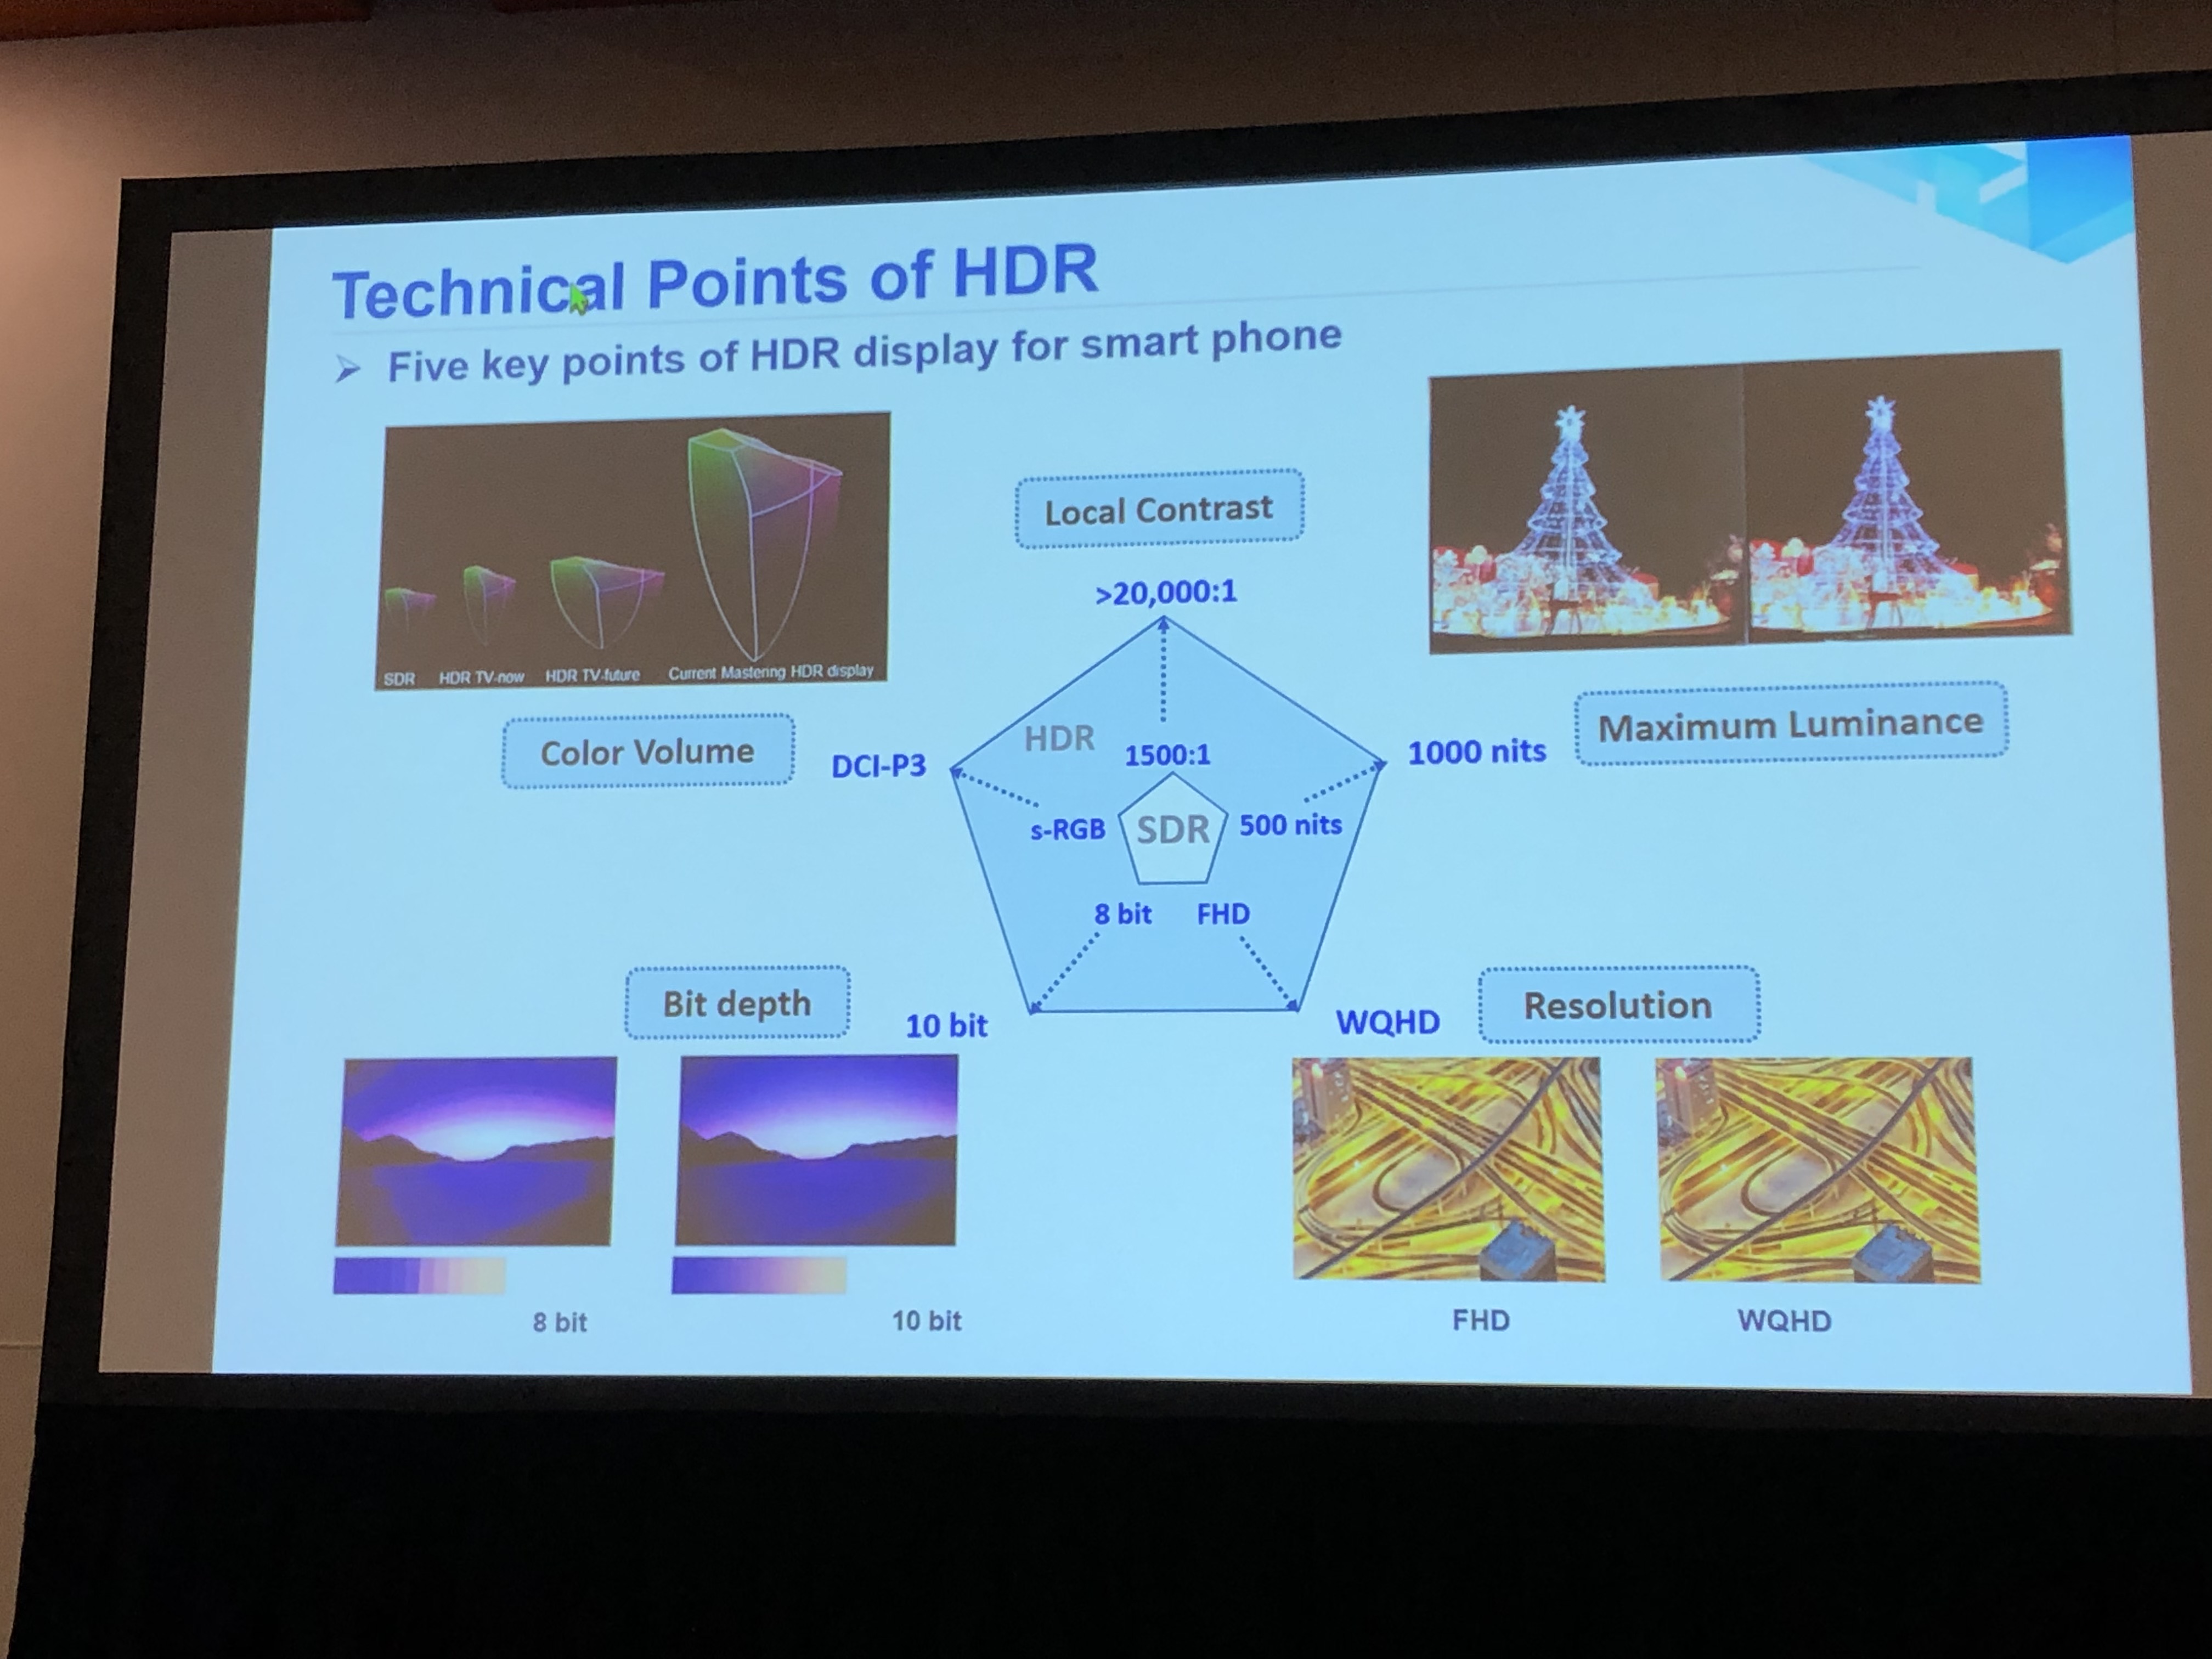 Technical Points of HDR
Five key points of HDR display for smart phone
SDR HDR TV-now HDR TV-future Current Mastering HDR display
Local Contrast
>20,000:1
Color Volume
DCI-P3
HDR
1500:1
1000 nits
Maximum Luminance
s-RGB
SDR
500 nits
8 bit
FHD
Bit depth
10 bit
WQHD
Resolution
8 bit
10 bit
FHD
WQHD